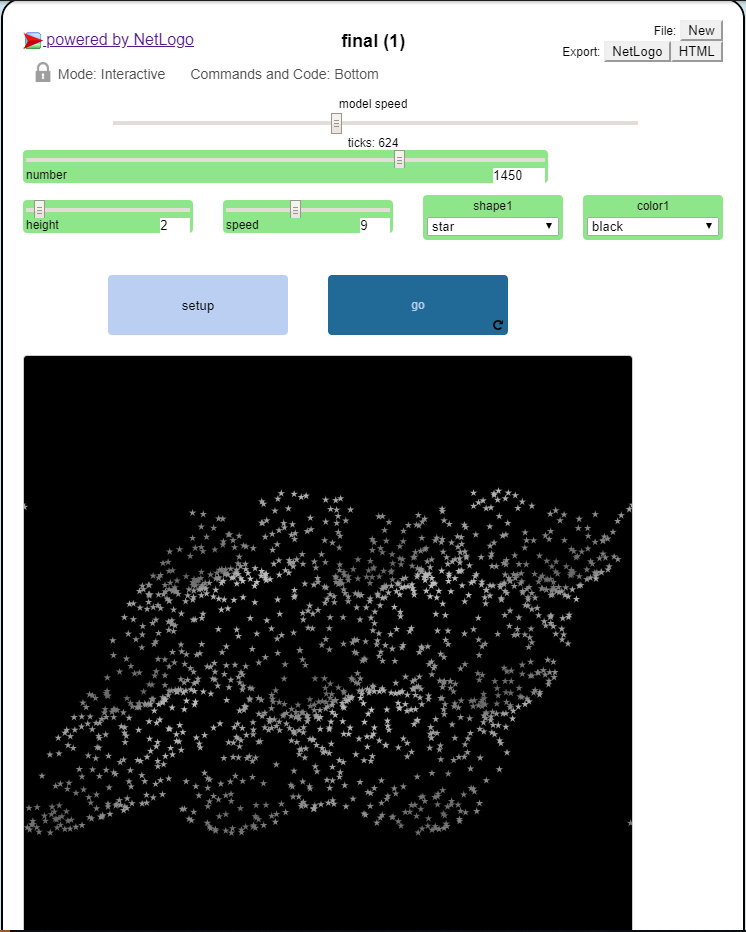 powered by NetLogo
final (1)
File: New
Export: NetLogo HTML
Mode: Interactive Commands and Code: Bottom
model speed
ticks: 624
number 1450
height 2
speed 9
shape1
star
color1
black
setup
go